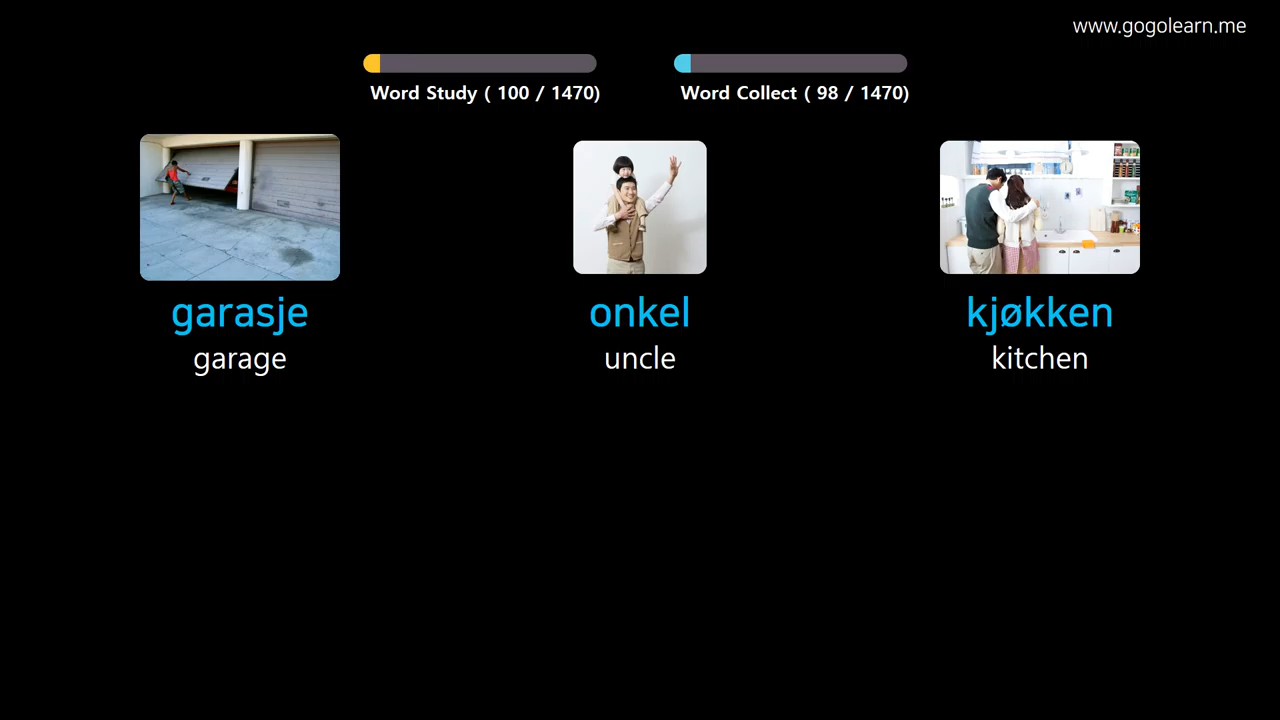 www.gogolearn.me
Word Study ( 100 / 1470)
Word Collect ( 98 / 1470)
garasje
garage
onkel
uncle
kjøkken
kitchen